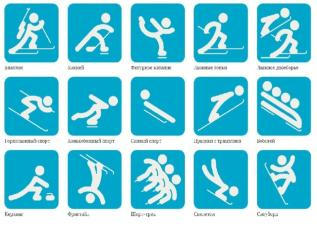 Биатлон Хоккей Фигурное катание Лыжные гонки Лыжное двоеборье
Горнолыжный спорт Конькобежный спорт Санный спорт Прыжки с трамплина Бобслей
Керлинг Фристайл Шорт-трек Скелетон Сноуборд